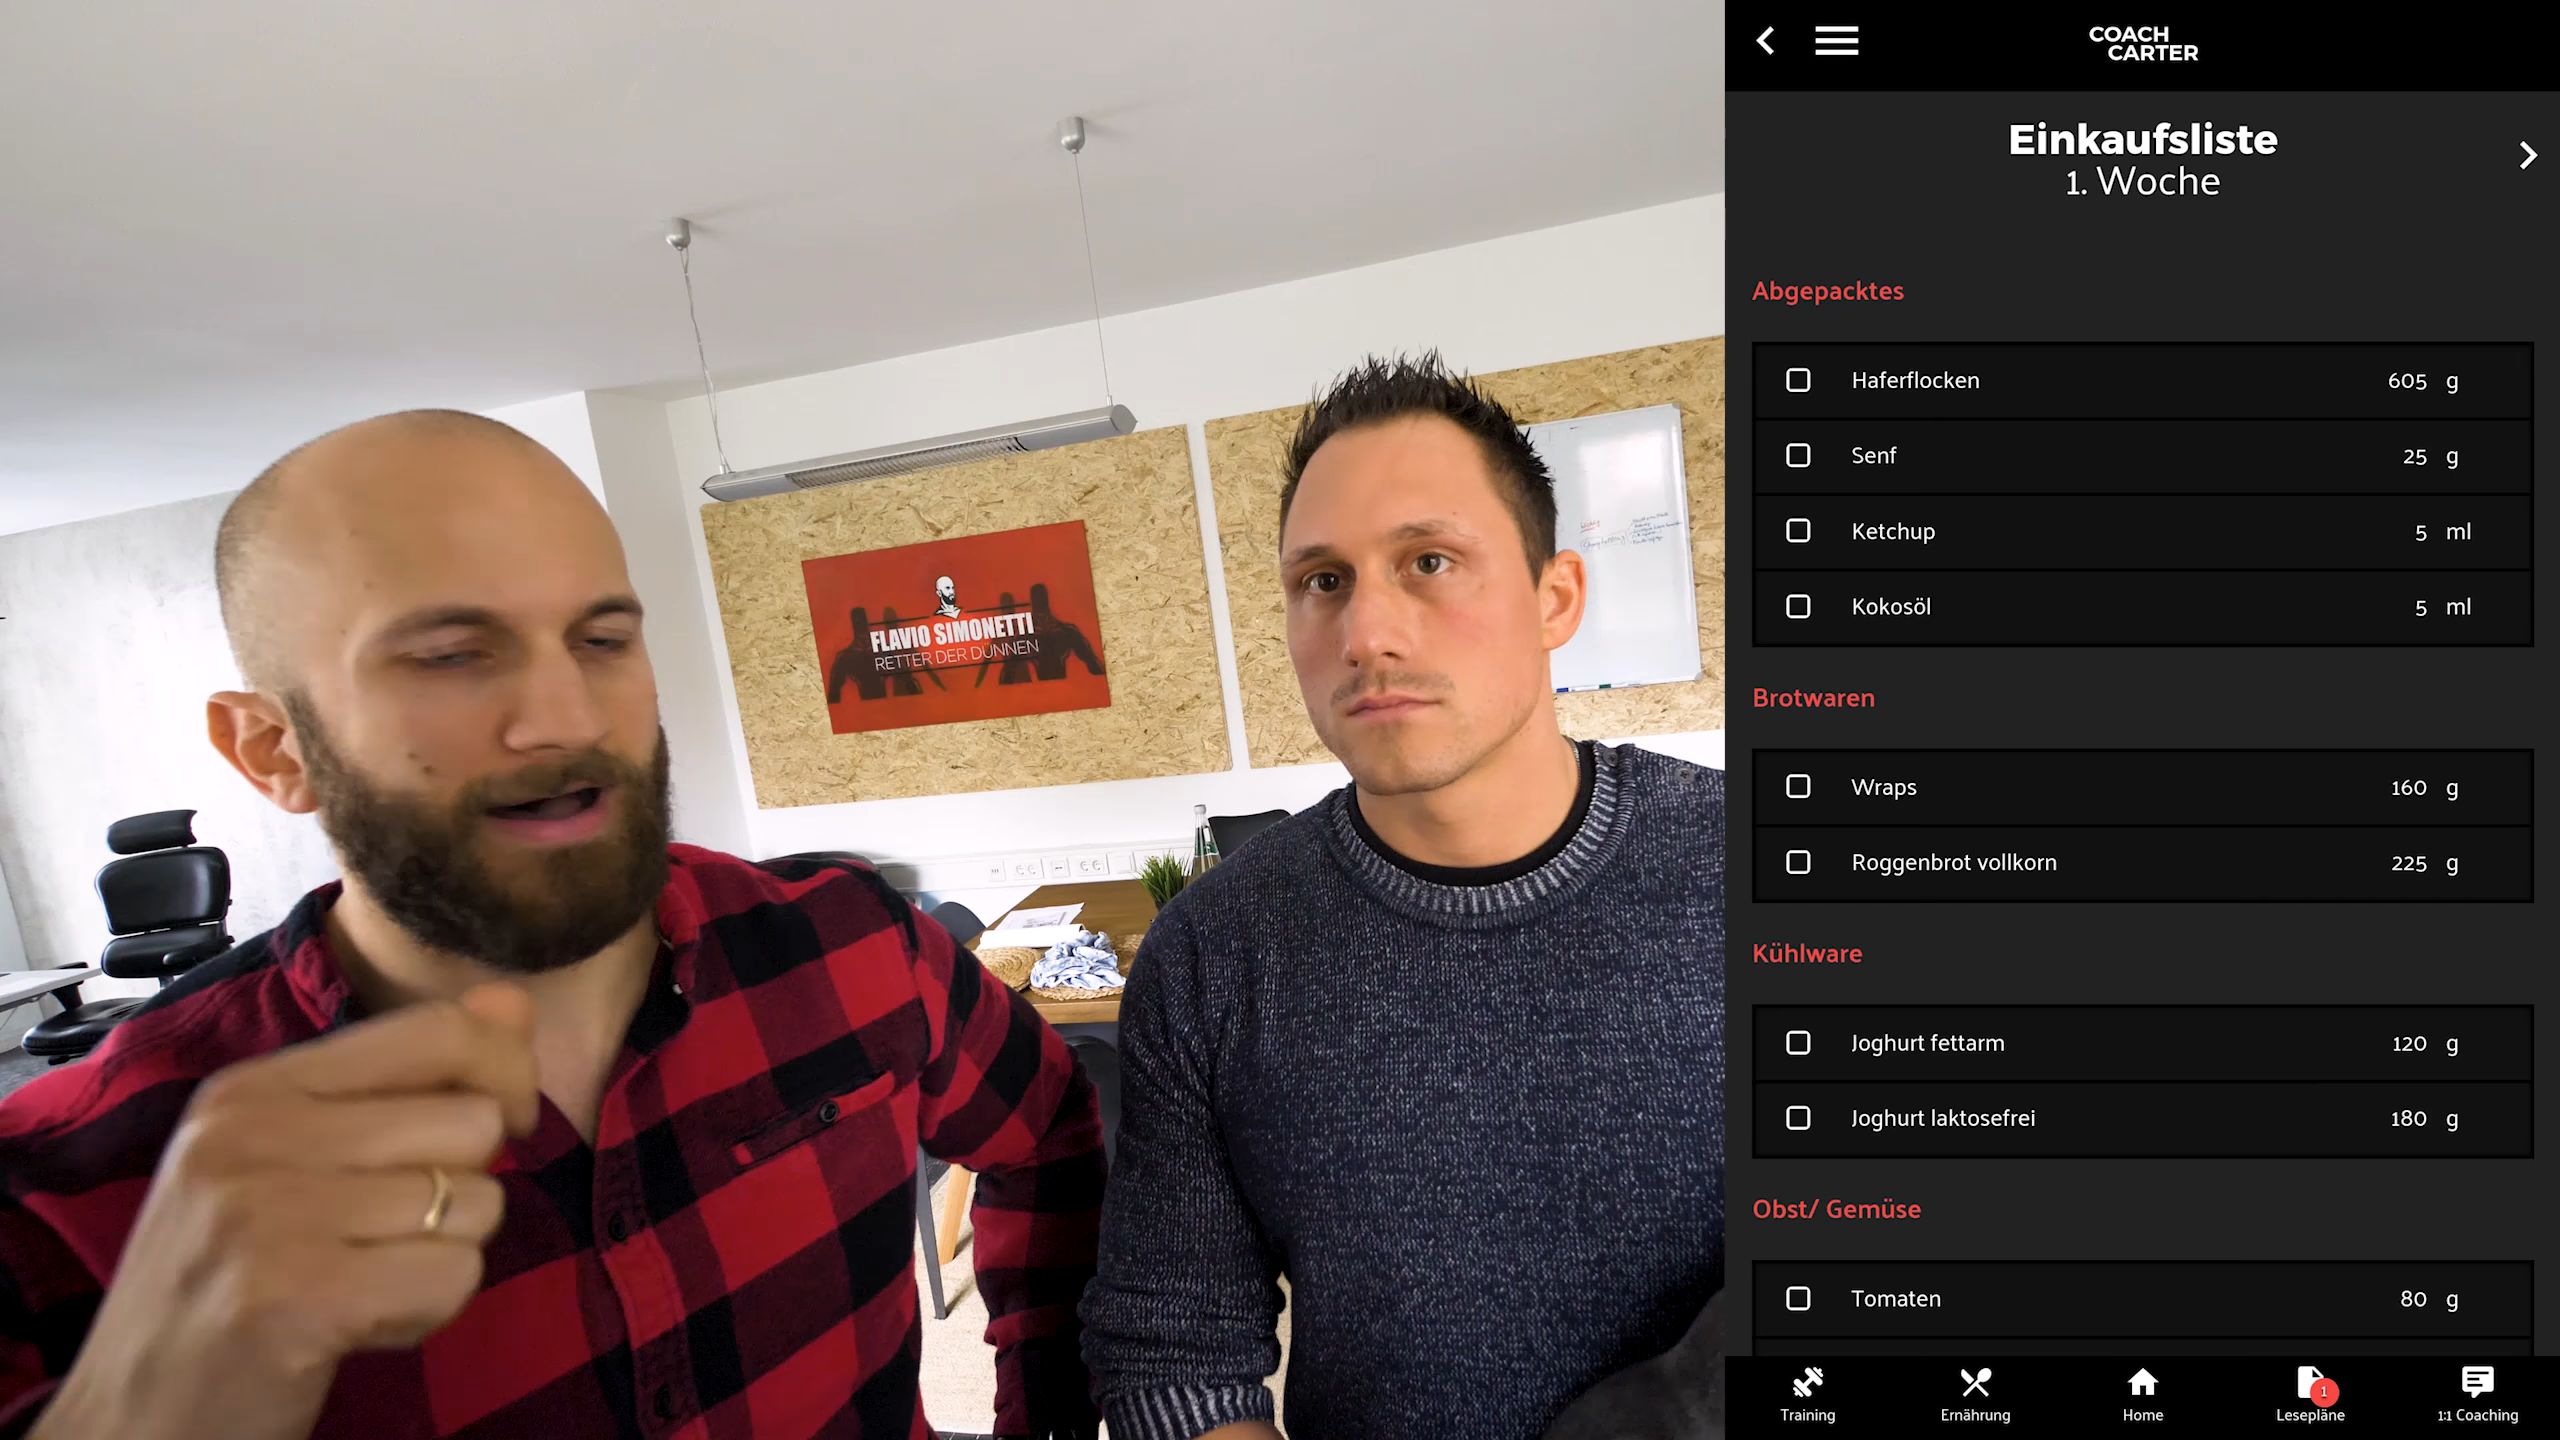 FLAVIO SIMONETTI
RETTER DER DÜNNEN
COACH
CARTER
Einkaufsliste
1. Woche
Abgepacktes
Haferflocken 605 g
Senf 25 g
Ketchup 5 ml
Kokosöl 5 ml
Brotwaren
Wraps 160 g
Roggenbrot vollkorn 225 g
Kühlware
Joghurt fettarm 120 g
Joghurt laktosefrei 180 g
Obst/ Gemüse
Tomaten 80 g
Training
Ernährung
Home
1
Lesepläne
1:1 Coaching